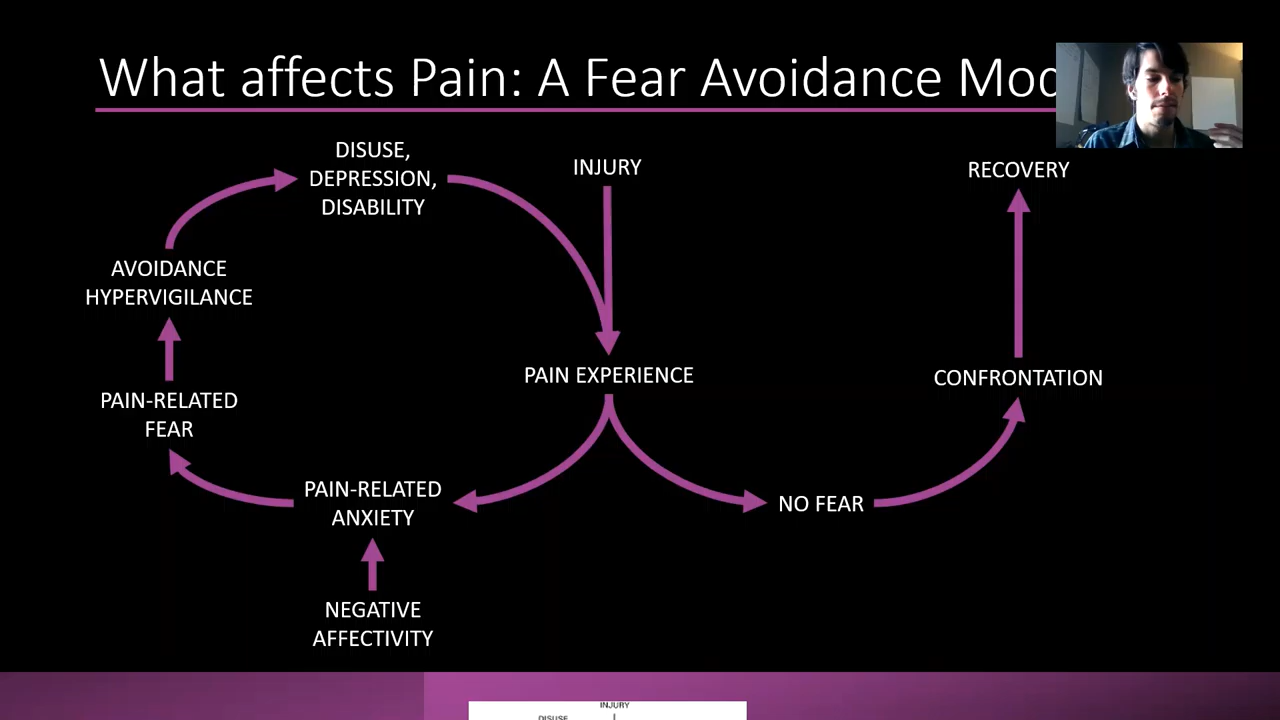 What affects Pain: A Fear Avoidance Mod
DISUSE,
DEPRESSION,
DISABILITY
INJURY
RECOVERY
AVOIDANCE
HYPERVIGILANCE
PAIN EXPERIENCE
CONFRONTATION
PAIN-RELATED
FEAR
PAIN-RELATED
ANXIETY
NO FEAR
NEGATIVE
AFFECTIVITY
INJURY
DISUSE